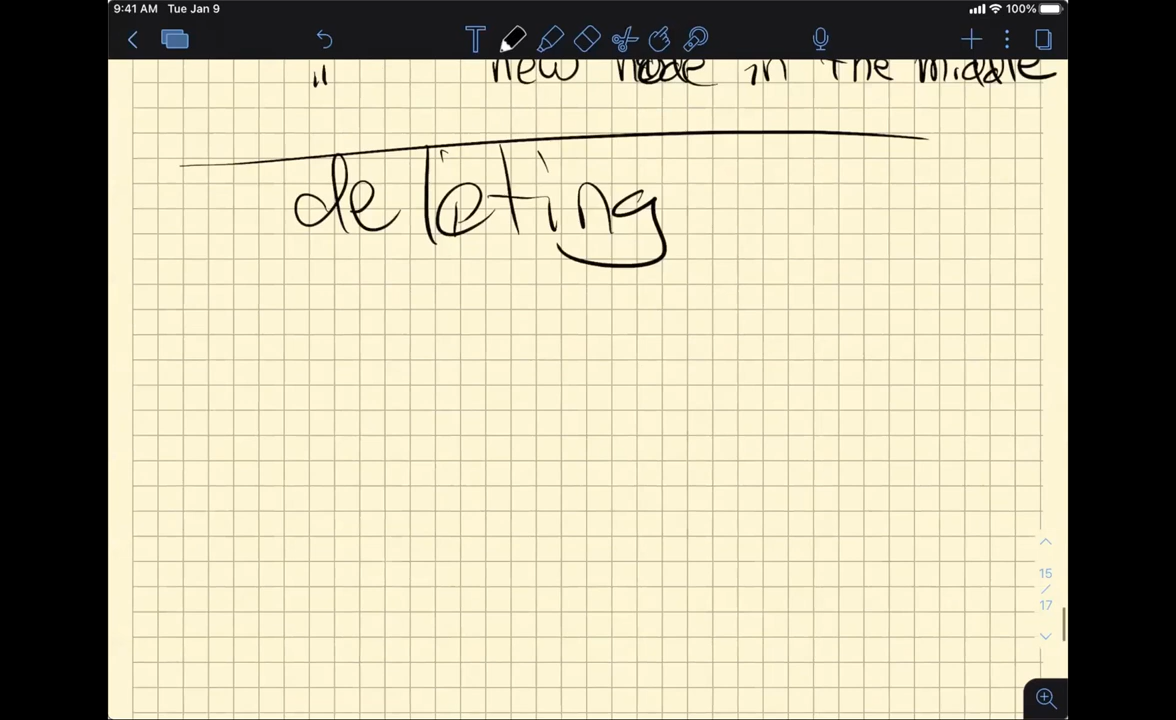 9:41 AM Tue Jan 9 100%
T
" new node in the middle
deleting
15
/
17